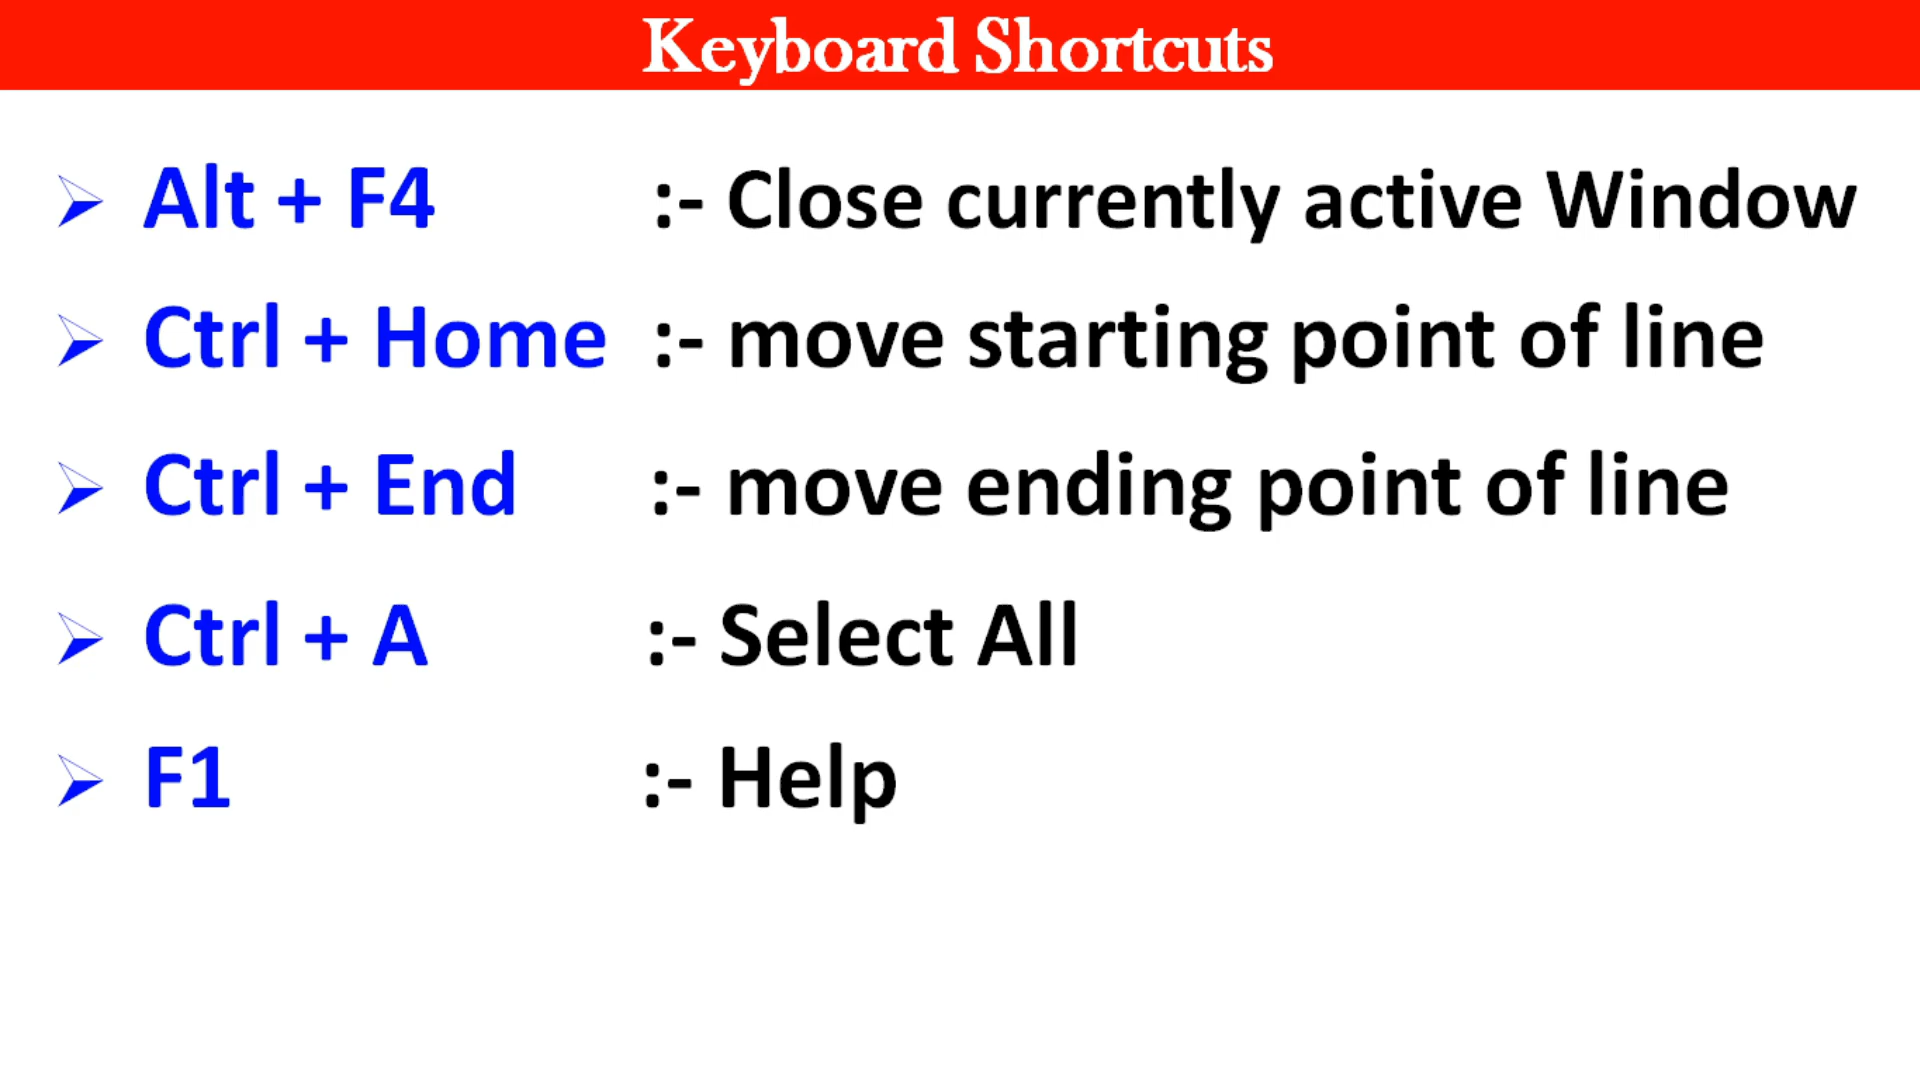 Keyboard Shortcuts
Alt + F4 :- Close currently active Window
Ctrl + Home :- move starting point of line
Ctrl + End :- move ending point of line
Ctrl + A :- Select All
F1 :- Help